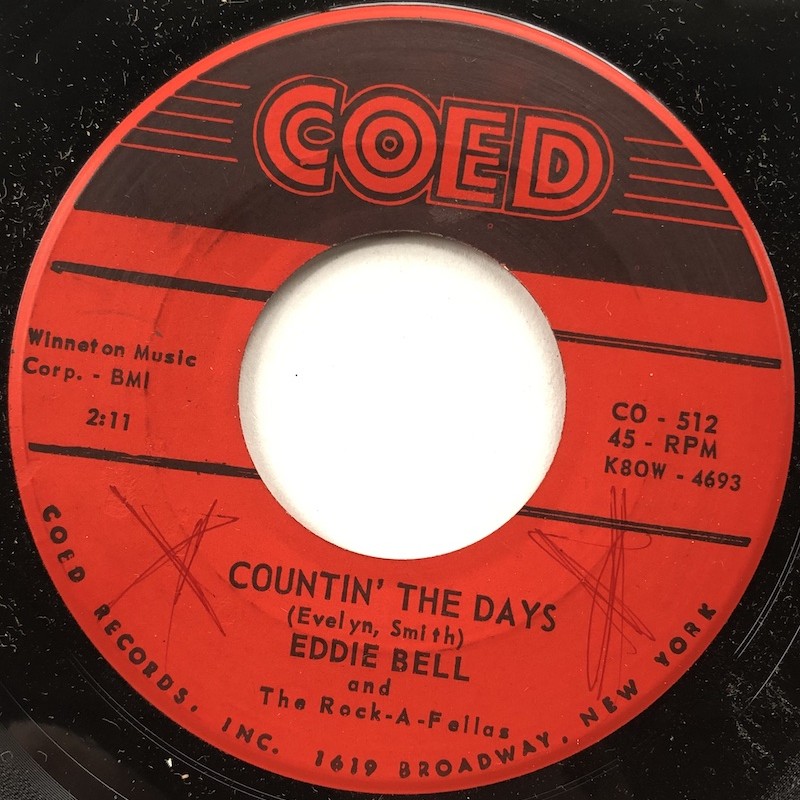 COED
Winneton Music
Corp. - BMI
2:11
CO - 512
45 - RPM
K80W - 4693
COUNTIN' THE DAYS
(Evelyn, Smith)
EDDIE BELL
and
The Rock-A-Fellas
COED RECORDS, INC. 1619 BROADWAY, NEW YORK